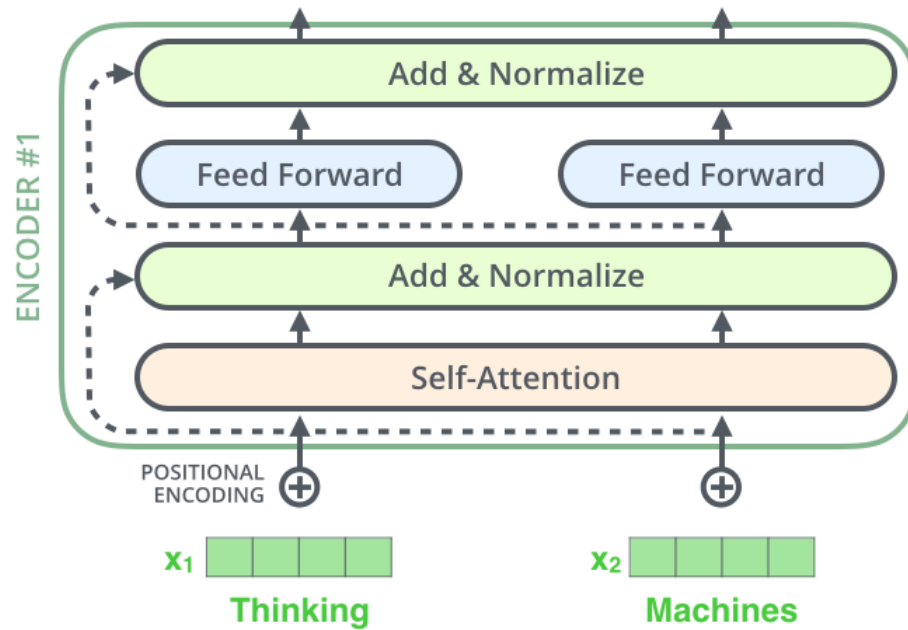 Add & Normalize
Feed Forward
Feed Forward
ENCODER #1
Add & Normalize
Self-Attention
POSITIONAL
ENCODING
x₁
x₂
Thinking
Machines